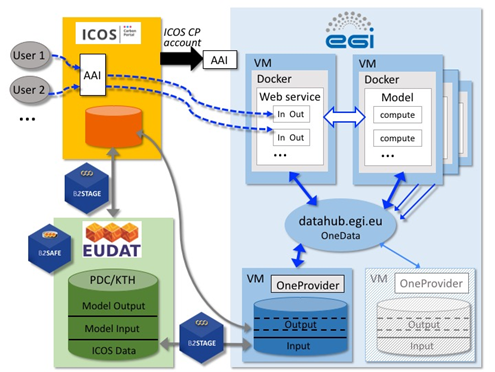 ICOS
Carbon
Portal
ICOS CP
account
AAI
AAI
User 1
User 2
...
egi
VM
Docker
Web service
In Out
In Out
...
VM
Docker
Model
compute
compute
...
datahub.egi.eu
OneData
B2STAGE
B2SAFE
EUDAT
PDC/KTH
Model Output
Model Input
ICOS Data
B2STAGE
VM
OneProvider
Output
Input
VM
OneProvider
Output
Input